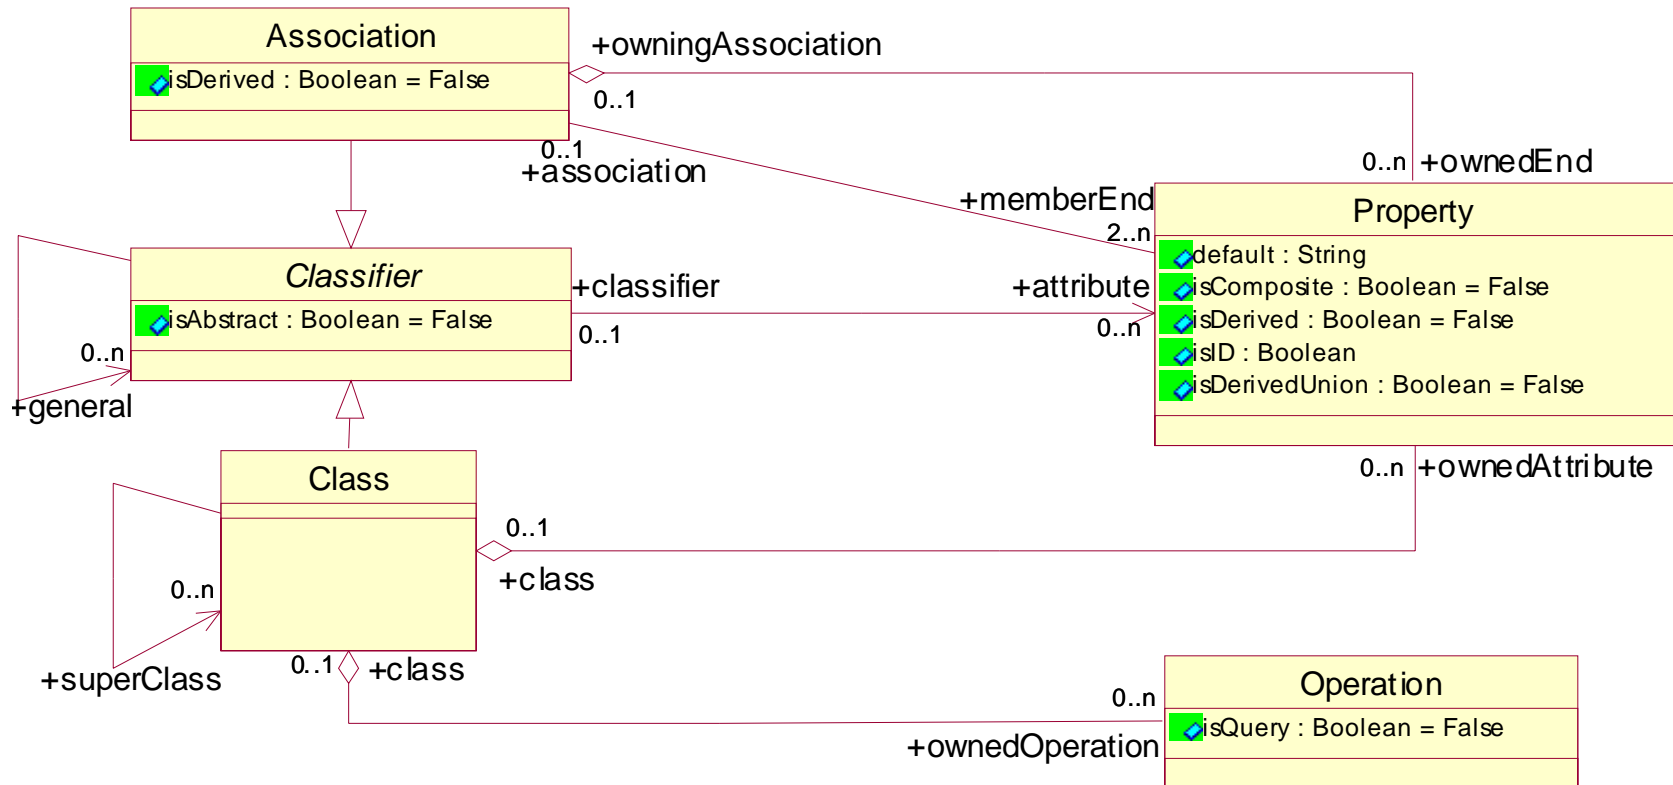 Association
isDerived : Boolean = False
+owningAssociation
0..1
0..1
+association
0..n
+ownedEnd
+memberEnd
2..n
Property
default : String
isComposite : Boolean = False
isDerived : Boolean = False
isID : Boolean
isDerivedUnion : Boolean = False
Classifier
isAbstract : Boolean = False
+classifier
0..1
+attribute
0..n
0..n
+general
Class
0..1
+class
0..n
+ownedAttribute
0..n
+superClass
0..1
+class
0..n
+ownedOperation
Operation
isQuery : Boolean = False